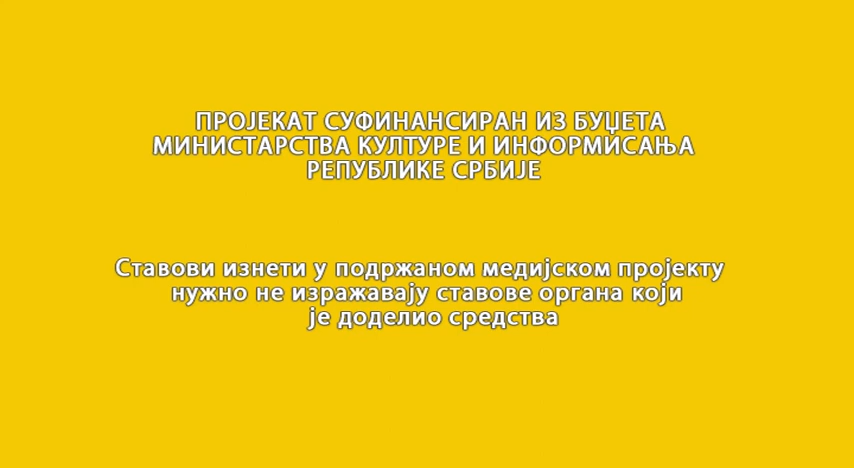 ПРОЈЕКАТ СУФИНАНСИРАН ИЗ БУЏЕТА
МИНИСТАРСТВА КУЛТУРЕ И ИНФОРМИСАЊА
РЕПУБЛИКЕ СРБИЈЕ
Ставови изнети у подржаном медијском пројекту
нужно не изражавају ставове органа који
је доделио средства